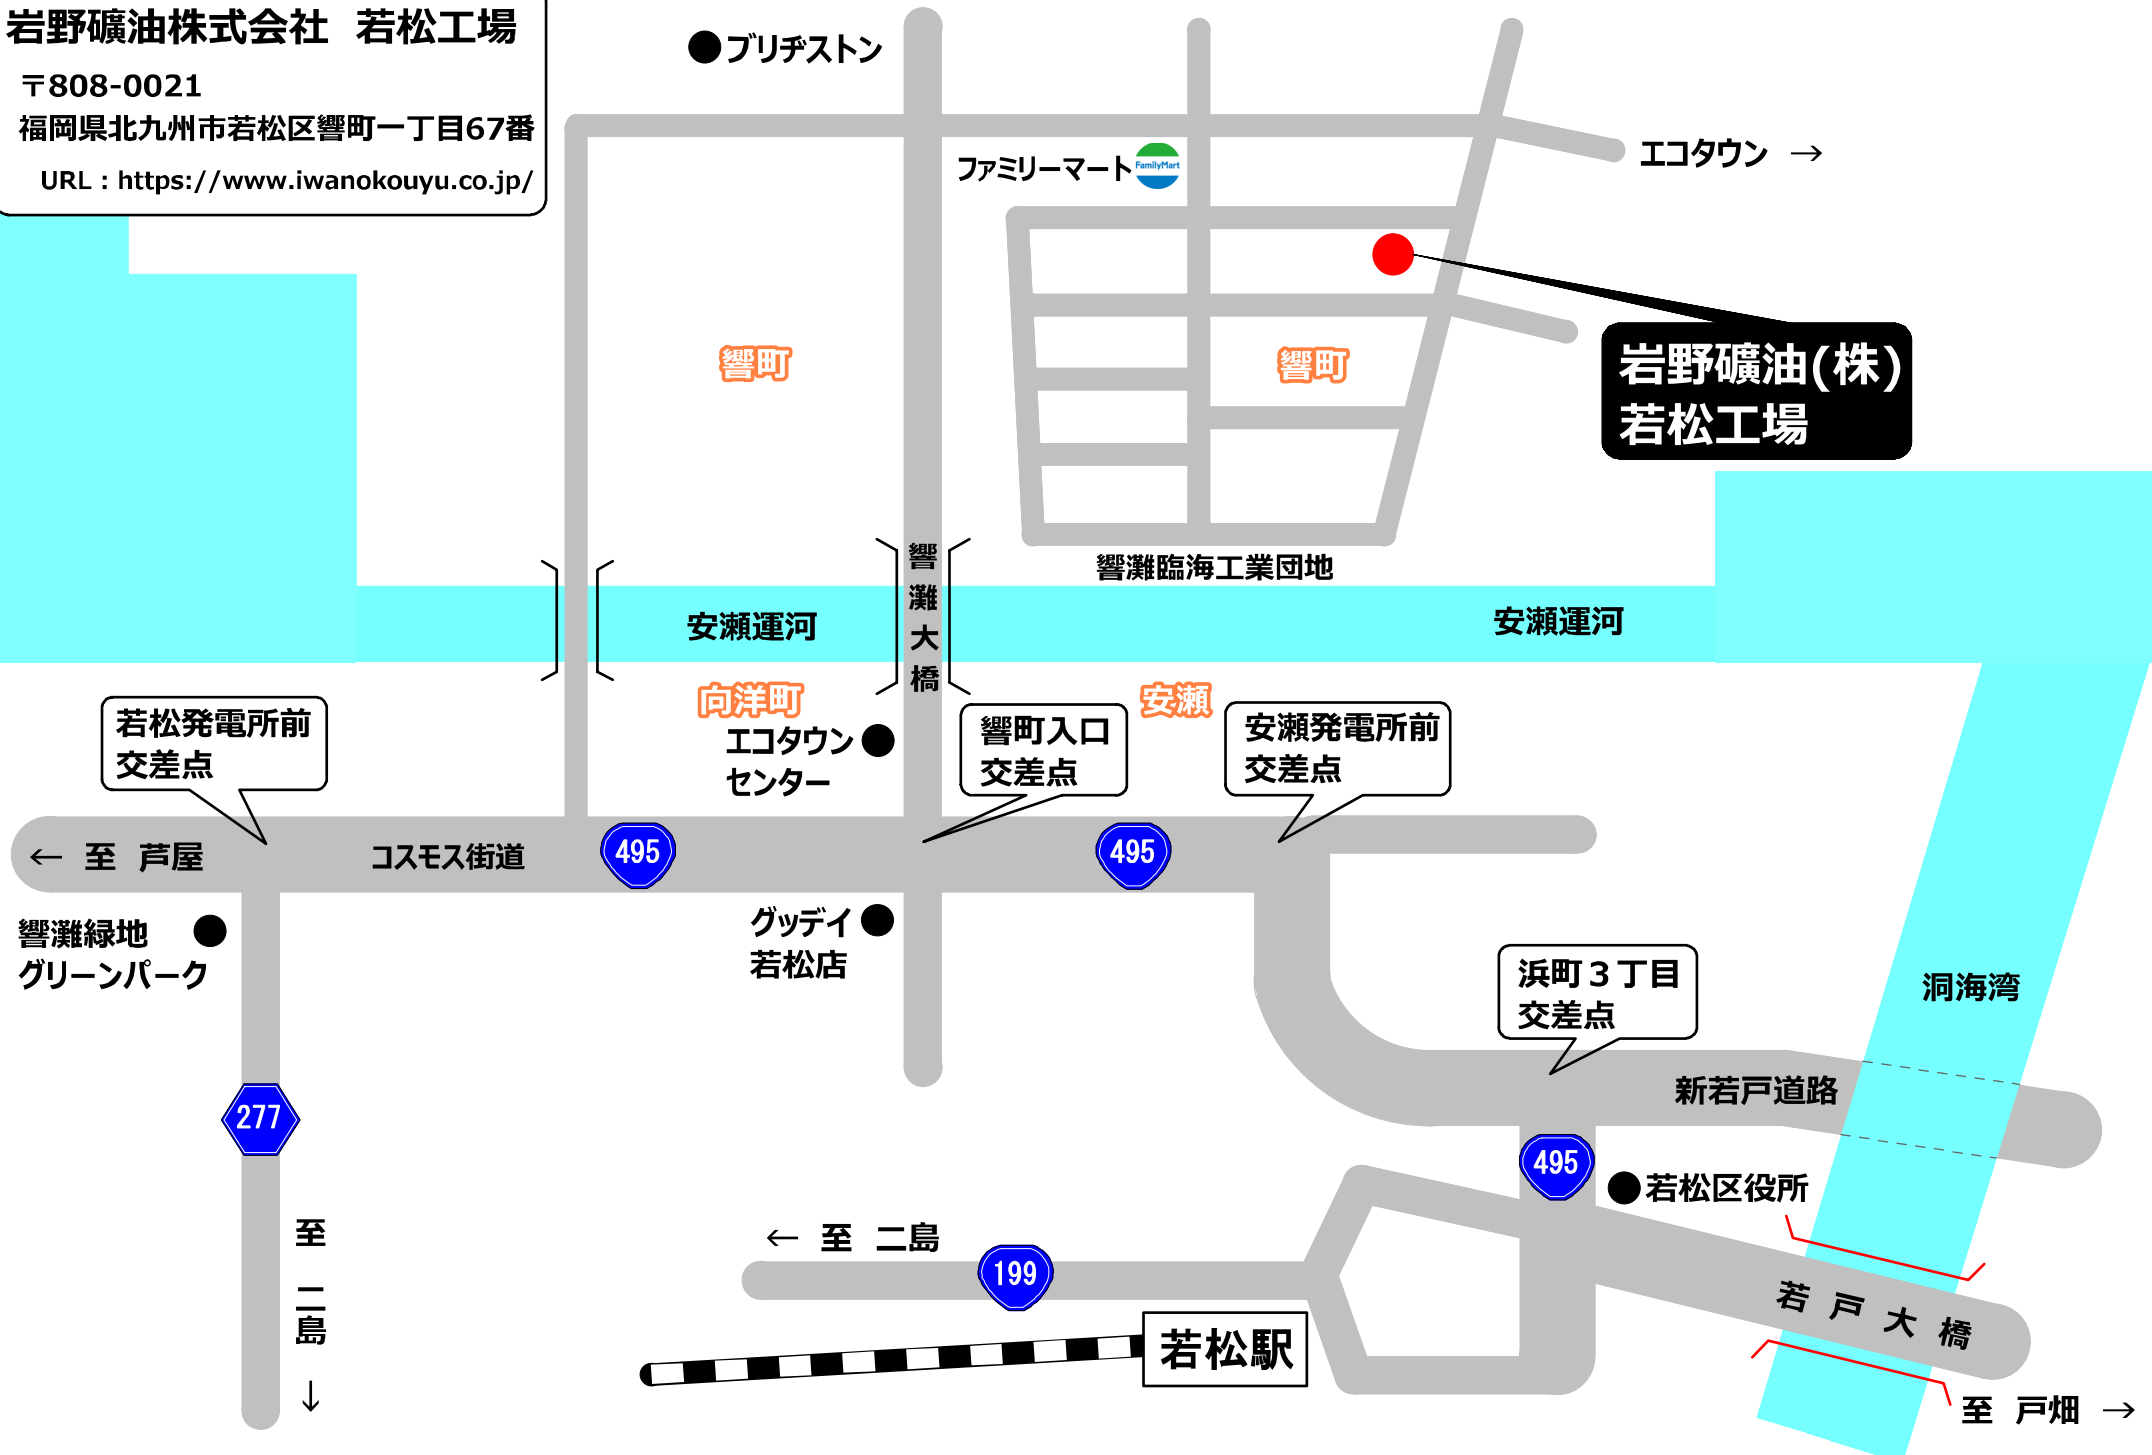 岩野礦油株式会社 若松工場
〒808-0021
福岡県北九州市若松区響町一丁目67番
URL：https://www.iwanokouyu.co.jp/
ブリヂストン
ファミリーマート
FamilyMart
エコタウン →
響町
響町
岩野礦油(株)
若松工場
響灘臨海工業団地
響灘大橋
安瀬運河
安瀬運河
向洋町
安瀬
若松発電所前
交差点
エコタウン
センター
響町入口
交差点
安瀬発電所前
交差点
← 至 芦屋
コスモス街道
495
495
響灘緑地
グリーンパーク
グッデイ
若松店
浜町３丁目
交差点
洞海湾
新若戸道路
277
495
若松区役所
至 二島 ↓
← 至 二島
199
若戸大橋
若松駅
至 戸畑 →